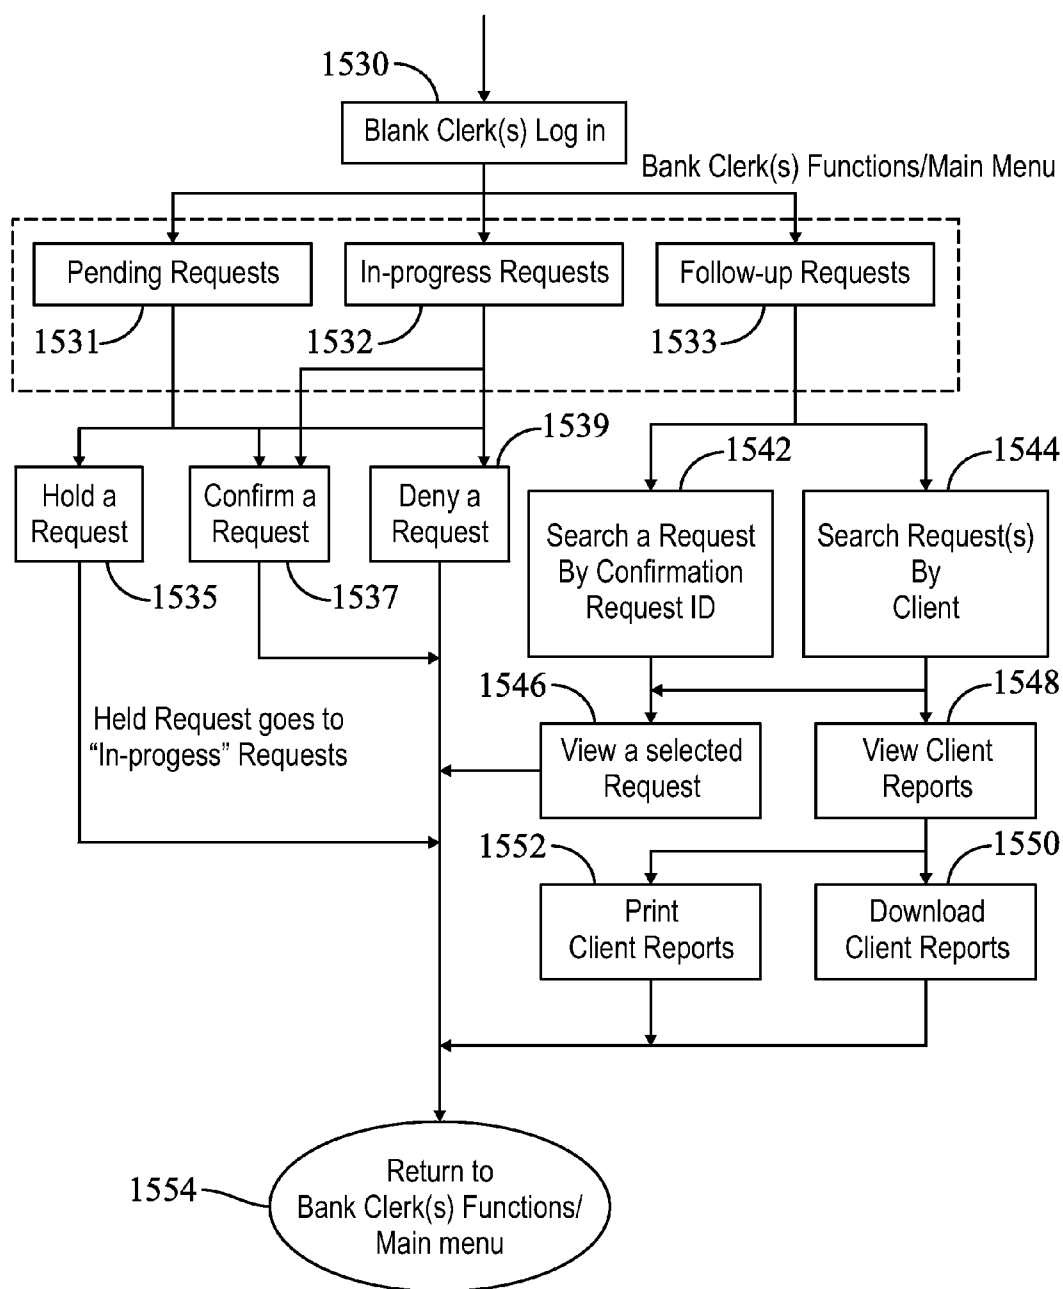 1530
Blank Clerk(s) Log in
Bank Clerk(s) Functions/Main Menu
Pending Requests
In-progress Requests
Follow-up Requests
1531
1532
1533
1539
1542
1544
Hold a
Request
Confirm a
Request
Deny a
Request
Search a Request
By Confirmation
Request ID
Search Request(s)
By
Client
1535
1537
1546
1548
Held Request goes to
“In-progess” Requests
View a selected
Request
View Client
Reports
1552
1550
Print
Client Reports
Download
Client Reports
1554
Return to
Bank Clerk(s) Functions/
Main menu